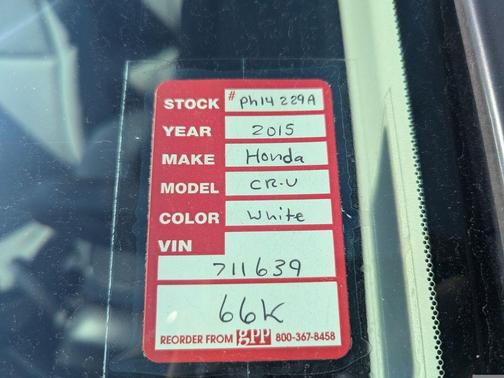 STOCK # Ph14229A
YEAR 2015
MAKE Honda
MODEL CR-V
COLOR White
VIN
711639
66K
REORDER FROM gpp 800-367-8458